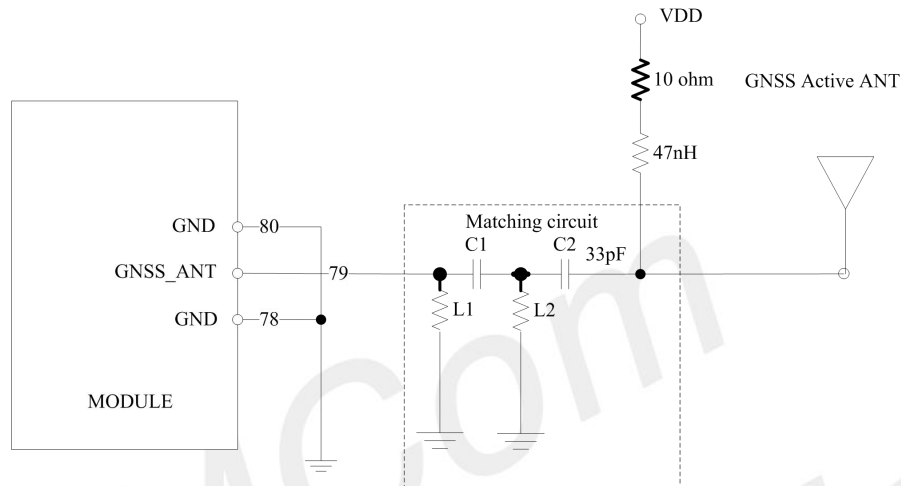 VDD
10 ohm
GNSS Active ANT
47nH
Matching circuit
C1
C2
33pF
GND
80
GNSS_ANT
79
GND
78
L1
L2
MODULE